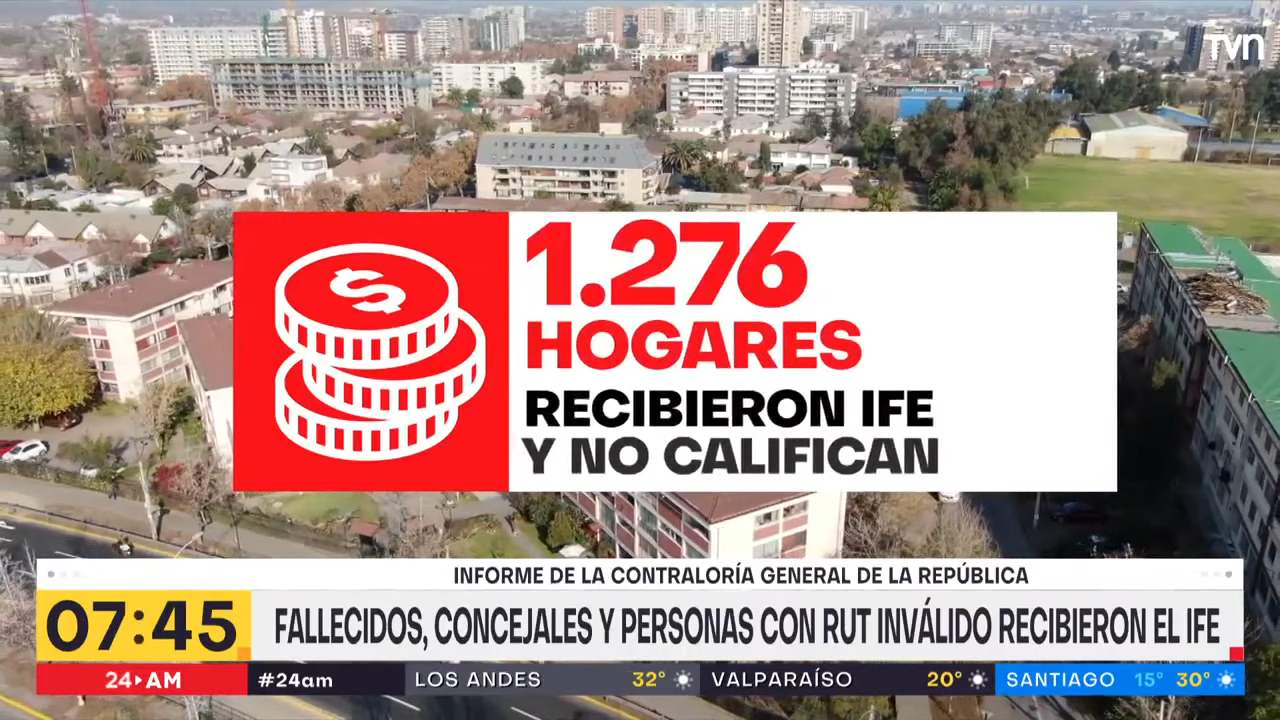 tvn
1.276
HOGARES
RECIBIERON IFE
Y NO CALIFICAN
INFORME DE LA CONTRALORÍA GENERAL DE LA REPÚBLICA
07:45
FALLECIDOS, CONCEJALES Y PERSONAS CON RUT INVÁLIDO RECIBIERON EL IFE
24 AM #24am LOS ANDES 32° VALPARAÍSO 20° SANTIAGO 15° 30°